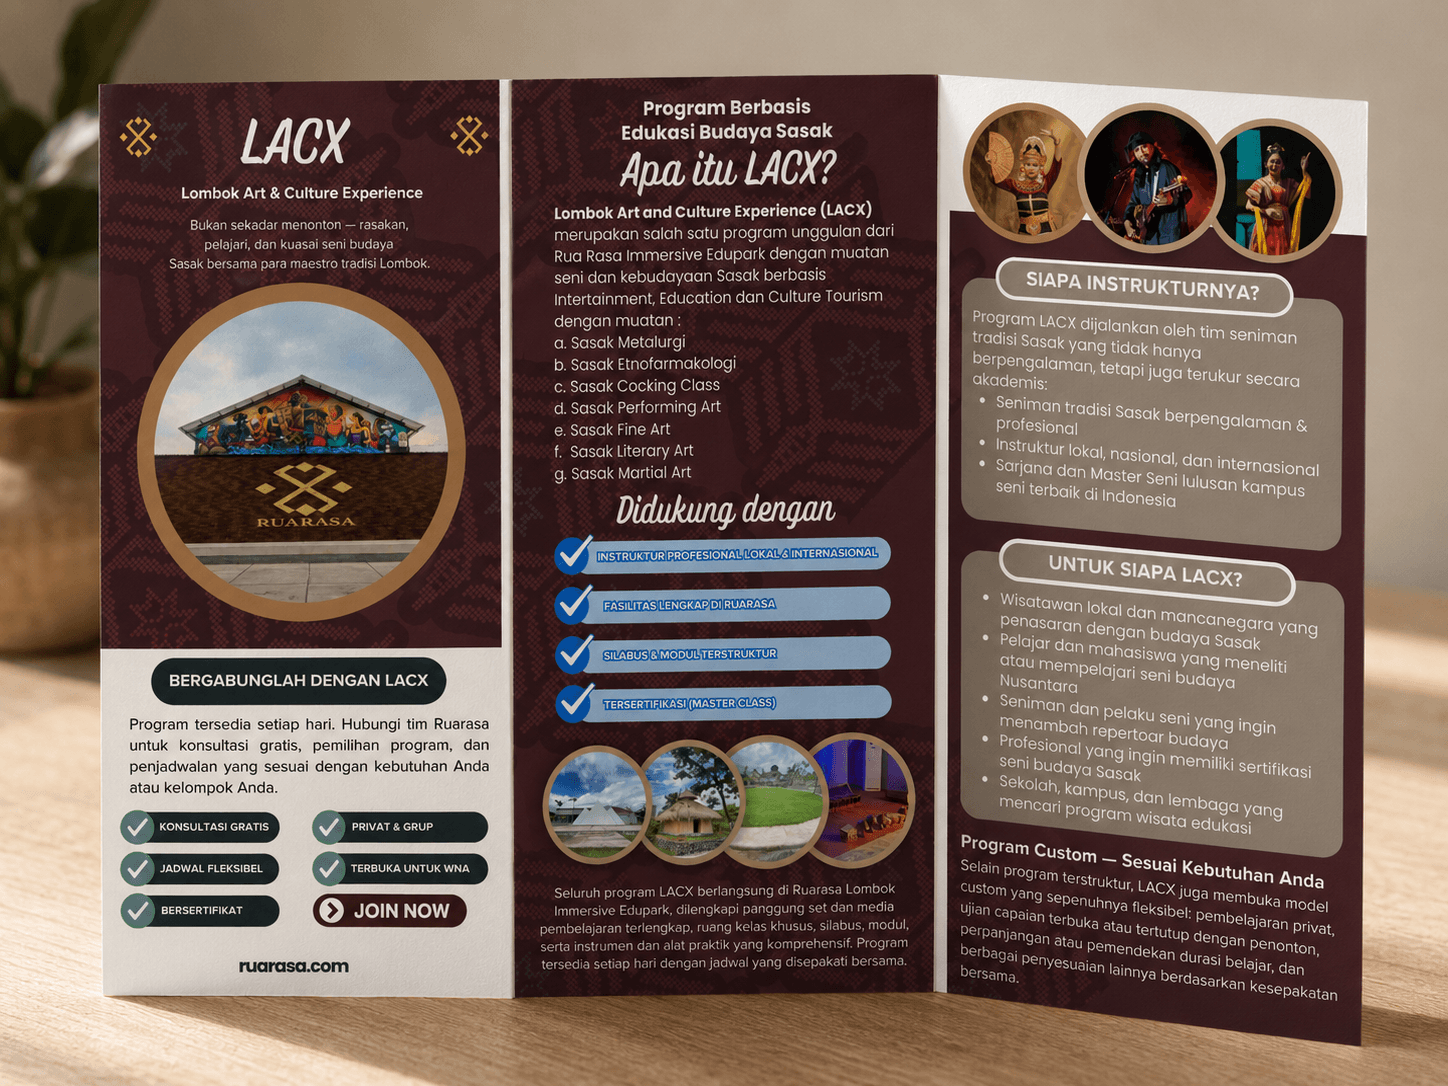 LACX
Lombok Art & Culture Experience
Bukan sekadar menonton — rasakan,
pelajari, dan kuasai seni budaya
Sasak bersama para maestro tradisi Lombok.
RUARASA
BERGABUNGLAH DENGAN LACX
Program tersedia setiap hari. Hubungi tim Ruarasa
untuk konsultasi gratis, pemilihan program, dan
penjadwalan yang sesuai dengan kebutuhan Anda
atau kelompok Anda.
KONSULTASI GRATIS
PRIVAT & GRUP
JADWAL FLEKSIBEL
TERBUKA UNTUK WNA
BERSERTIFIKAT
JOIN NOW
ruarasa.com
Program Berbasis
Edukasi Budaya Sasak
Apa itu LACX?
Lombok Art and Culture Experience (LACX)
merupakan salah satu program unggulan dari
Rua Rasa Immersive Edupark dengan muatan
seni dan kebudayaan Sasak berbasis
Intertainment, Education dan Culture Tourism
dengan muatan :
a. Sasak Metalurgi
b. Sasak Etnofarmakologi
c. Sasak Cocking Class
d. Sasak Performing Art
e. Sasak Fine Art
f. Sasak Literary Art
g. Sasak Martial Art
Didukung dengan
INSTRUKTUR PROFESIONAL LOKAL & INTERNASIONAL
FASILITAS LENGKAP DI RUARASA
SILABUS & MODUL TERSTRUKTUR
TERSERTIFIKASI (MASTER CLASS)
Seluruh program LACX berlangsung di Ruarasa Lombok
Immersive Edupark, dilengkapi panggung set dan media
pembelajaran terlengkap, ruang kelas khusus, silabus, modul,
serta instrumen dan alat praktik yang komprehensif. Program
tersedia setiap hari dengan jadwal yang disepakati bersama.
SIAPA INSTRUKTURNYA?
Program LACX dijalankan oleh tim seniman
tradisi Sasak yang tidak hanya
berpengalaman, tetapi juga terukur secara
akademis:
• Seniman tradisi Sasak berpengalaman &
profesional
• Instruktur lokal, nasional, dan internasional
• Sarjana dan Master Seni lulusan kampus
seni terbaik di Indonesia
UNTUK SIAPA LACX?
• Wisatawan lokal dan mancanegara yang
penasaran dengan budaya Sasak
• Pelajar dan mahasiswa yang meneliti
atau mempelajari seni budaya
Nusantara
• Seniman dan pelaku seni yang ingin
menambah repertoar budaya
• Profesional yang ingin memiliki sertifikasi
seni budaya Sasak
• Sekolah, kampus, dan lembaga yang
mencari program wisata edukasi
Program Custom — Sesuai Kebutuhan Anda
Selain program terstruktur, LACX juga membuka model
custom yang sepenuhnya fleksibel: pembelajaran privat,
ujian capaian terbuka atau tertutup dengan penonton,
perpanjangan atau pemendekan durasi belajar, dan
berbagai penyesuaian lainnya berdasarkan kesepakatan
bersama.